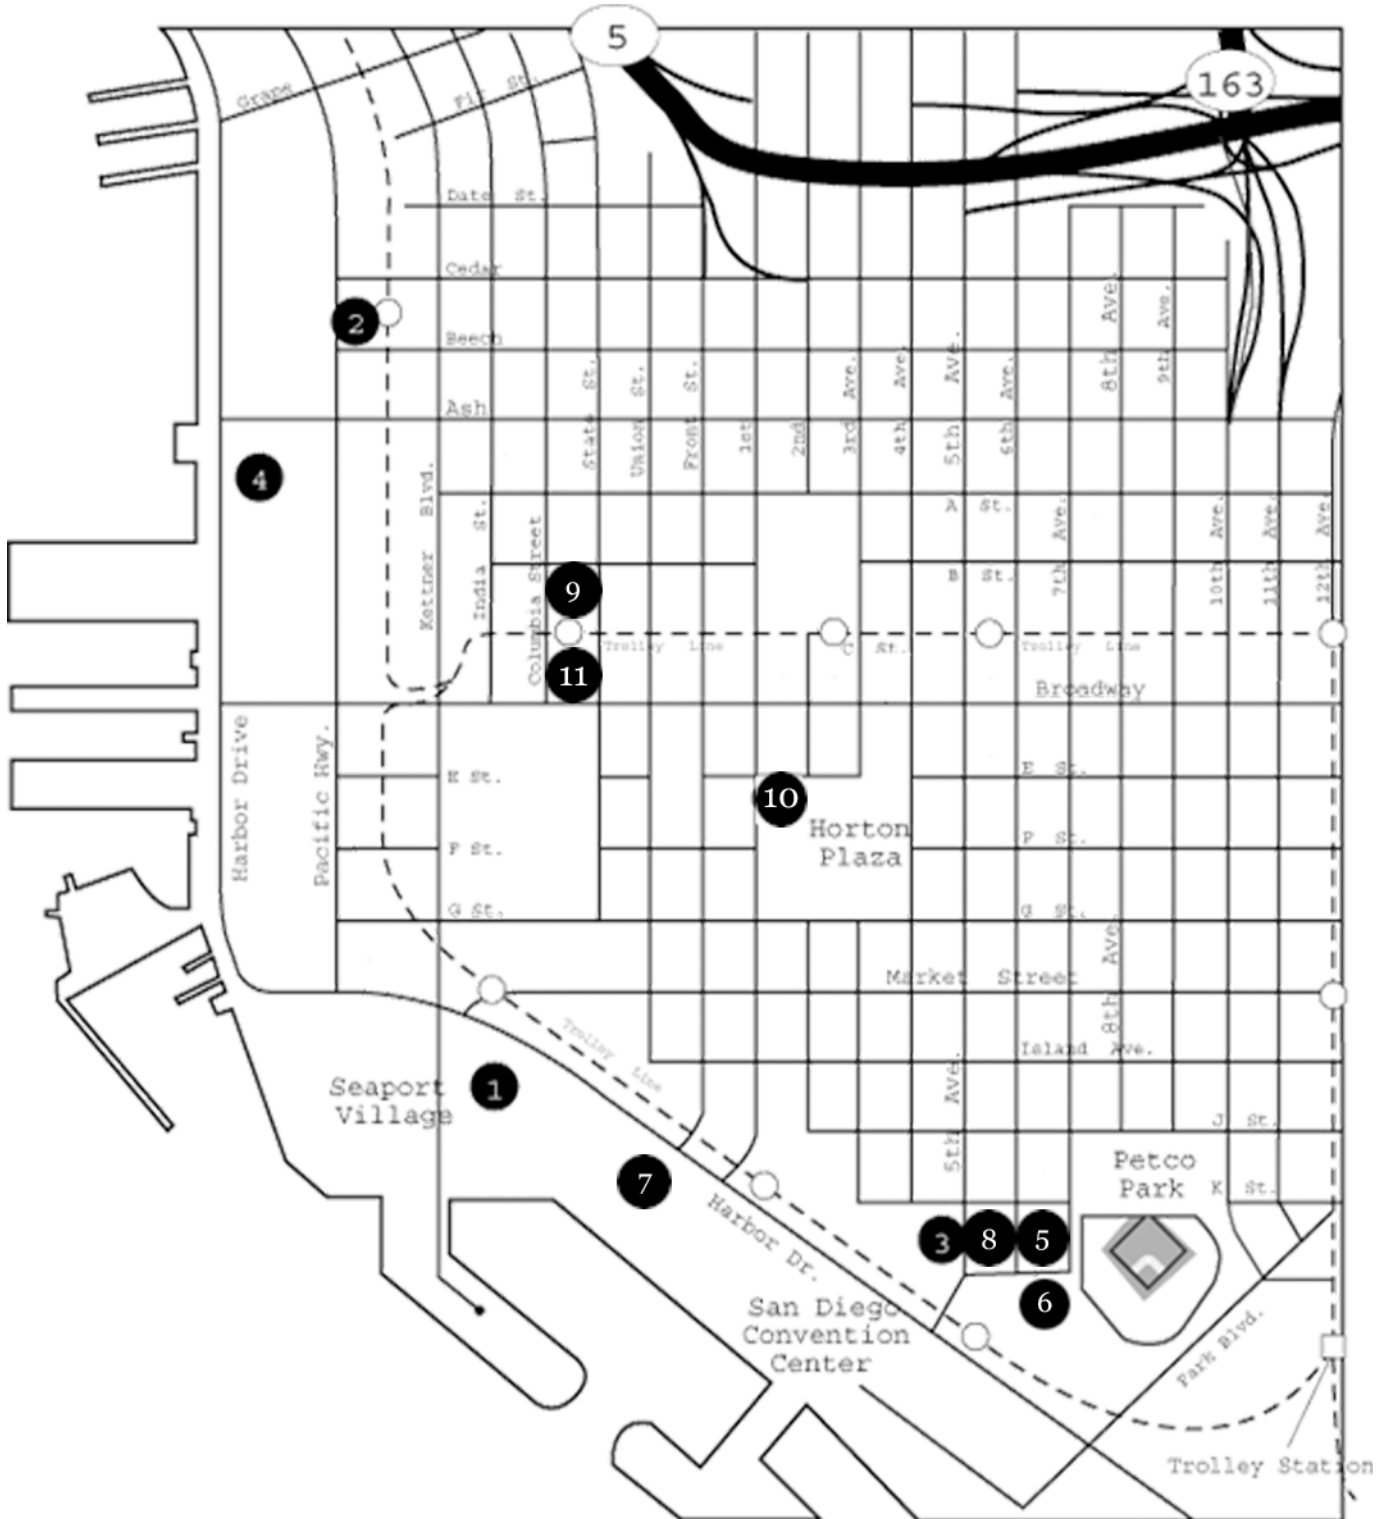 5
163
Grape
Fir St.
Date St.
Cedar
2
Beech
Ash
State St.
Union St.
Front St.
1st
2nd
3rd Ave.
4th Ave.
5th Ave.
6th Ave.
8th Ave.
9th Ave.
4
Kettner Blvd.
India St.
Columbia Street
A St.
B St.
7th Ave.
10th Ave.
11th Ave.
12th Ave.
9
Trolley Line
C St.
Trolley Line
11
Broadway
Harbor Drive
Pacific Hwy.
E St.
E St.
10
Horton
Plaza
F St.
F St.
G St.
G St.
Market Street
8th Ave.
Trolley Line
Island Ave.
Seaport
Village
1
5th Ave.
J St.
Petco
Park
K St.
7
Harbor Dr.
3
8
5
6
San Diego
Convention
Center
Park Blvd.
Trolley Station